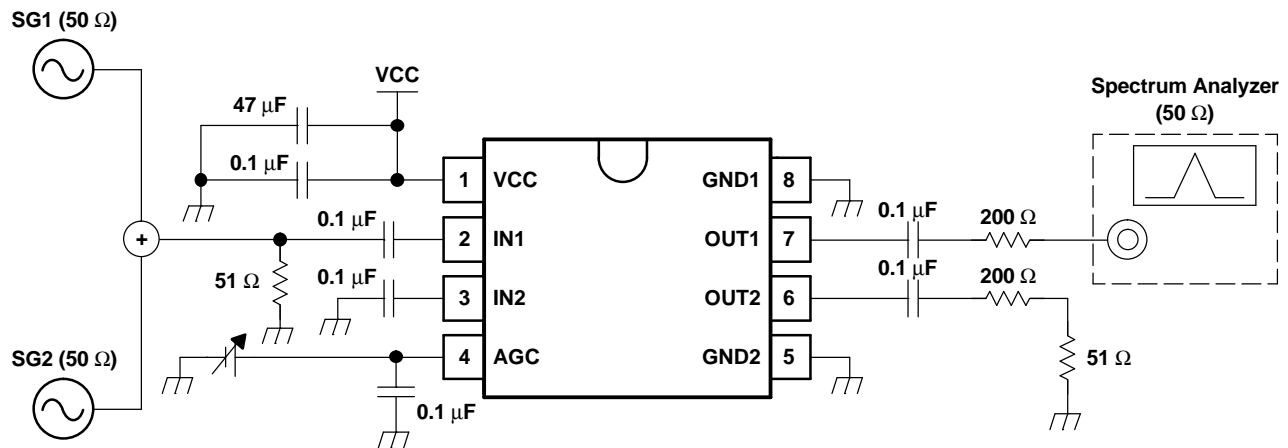 SG1 (50 Ω)
VCC
47 μF
0.1 μF
Spectrum Analyzer
(50 Ω)
1 VCC GND1 8
0.1 μF
2 IN1 OUT1 7
0.1 μF
200 Ω
+
51 Ω
0.1 μF
3 IN2 OUT2 6
0.1 μF
200 Ω
4 AGC GND2 5
51 Ω
SG2 (50 Ω)
0.1 μF